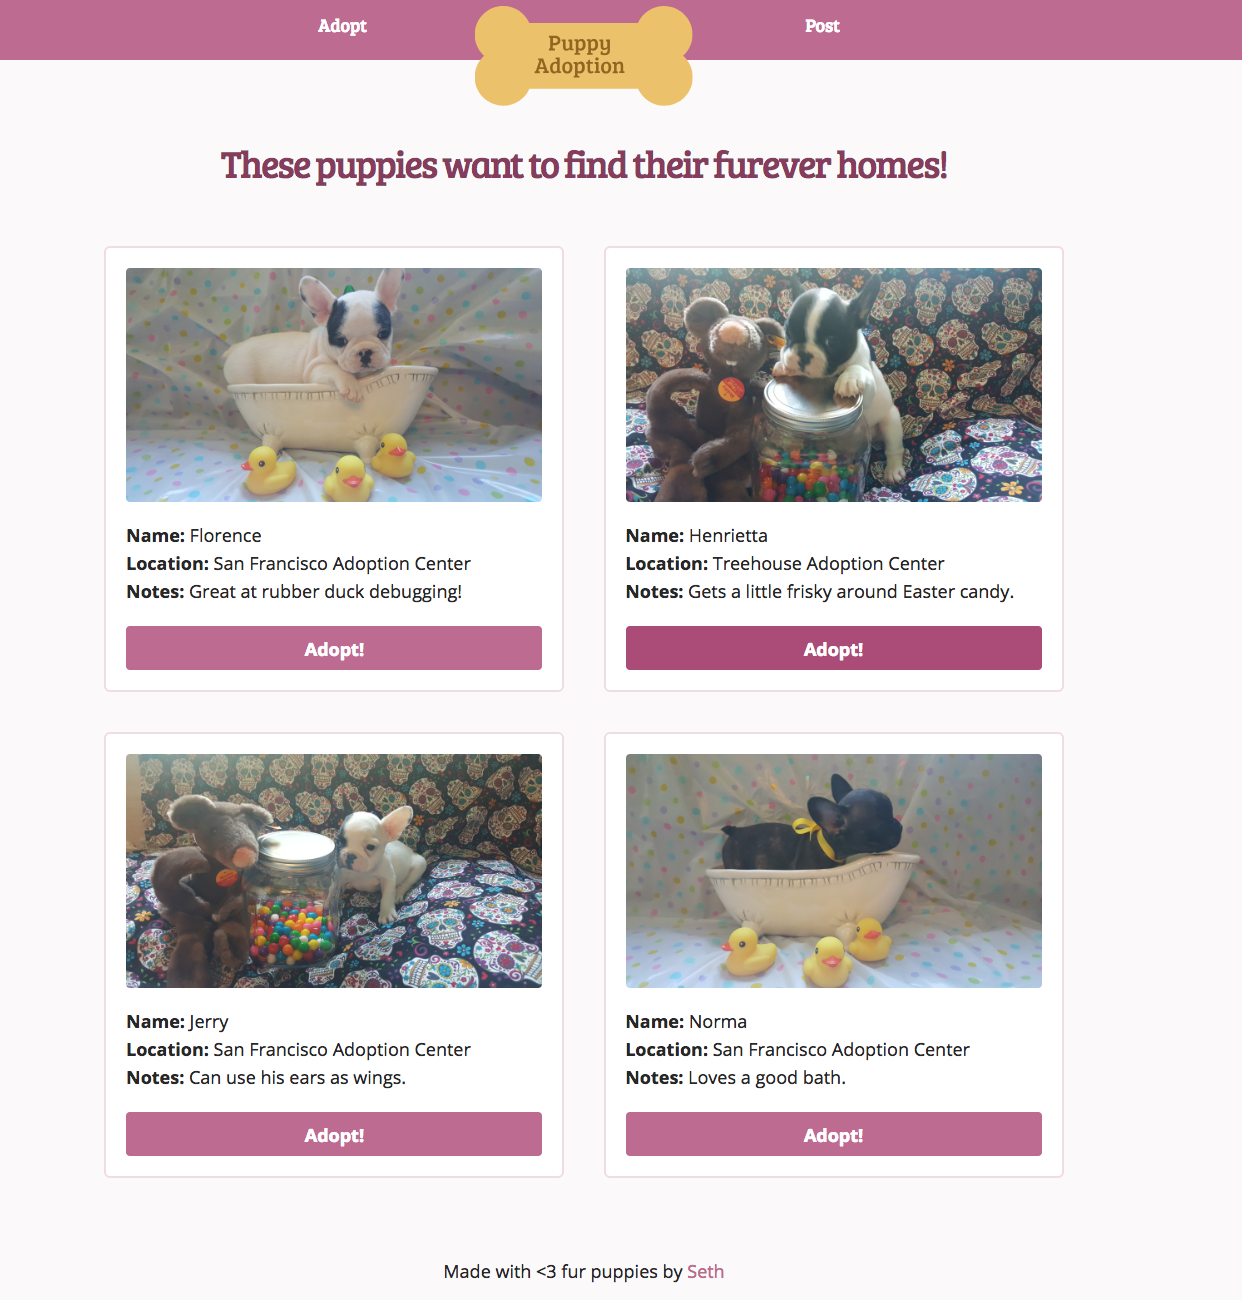 Adopt
Puppy
Adoption
Post
These puppies want to find their furever homes!
Name: Florence
Location: San Francisco Adoption Center
Notes: Great at rubber duck debugging!
Adopt!
Name: Henrietta
Location: Treehouse Adoption Center
Notes: Gets a little frisky around Easter candy.
Adopt!
Name: Jerry
Location: San Francisco Adoption Center
Notes: Can use his ears as wings.
Adopt!
Name: Norma
Location: San Francisco Adoption Center
Notes: Loves a good bath.
Adopt!
Made with <3 fur puppies by Seth